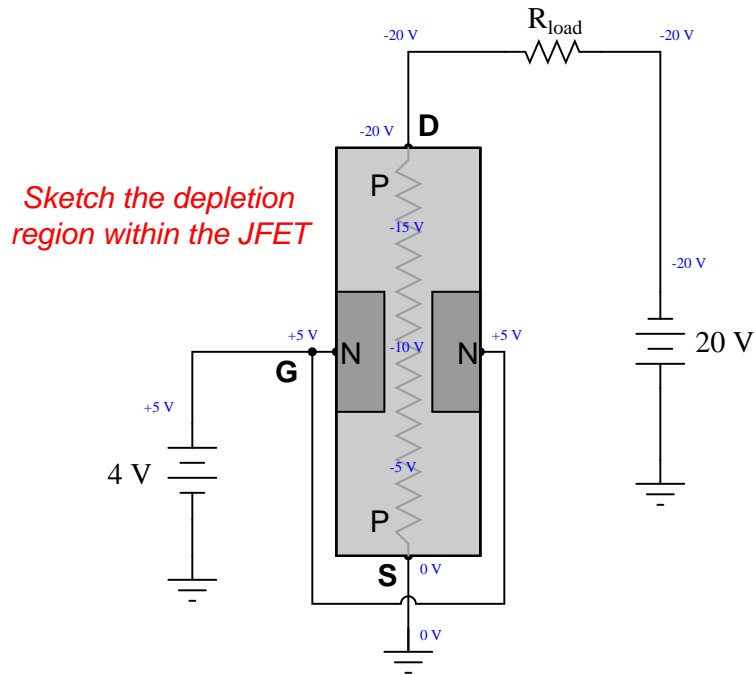 -20 V
R_load
-20 V
-20 V
D
P
Sketch the depletion
region within the JFET
-15 V
-20 V
+5 V
N
-10 V
N
+5 V
20 V
G
+5 V
4 V
-5 V
P
S
0 V
0 V